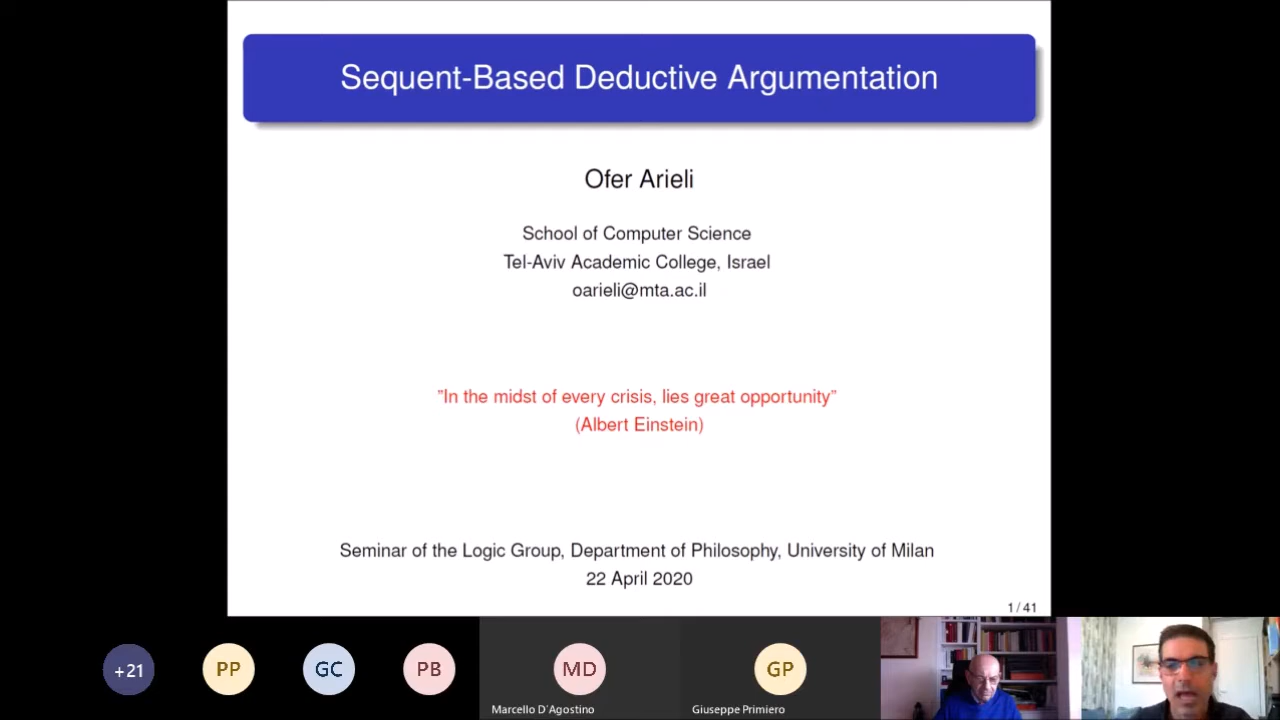 Sequent-Based Deductive Argumentation
Ofer Arieli
School of Computer Science
Tel-Aviv Academic College, Israel
oarieli@mta.ac.il
"In the midst of every crisis, lies great opportunity"
(Albert Einstein)
Seminar of the Logic Group, Department of Philosophy, University of Milan
22 April 2020
1 / 41
+21
PP
GC
PB
MD
GP
Marcello D´Agostino
Giuseppe Primiero